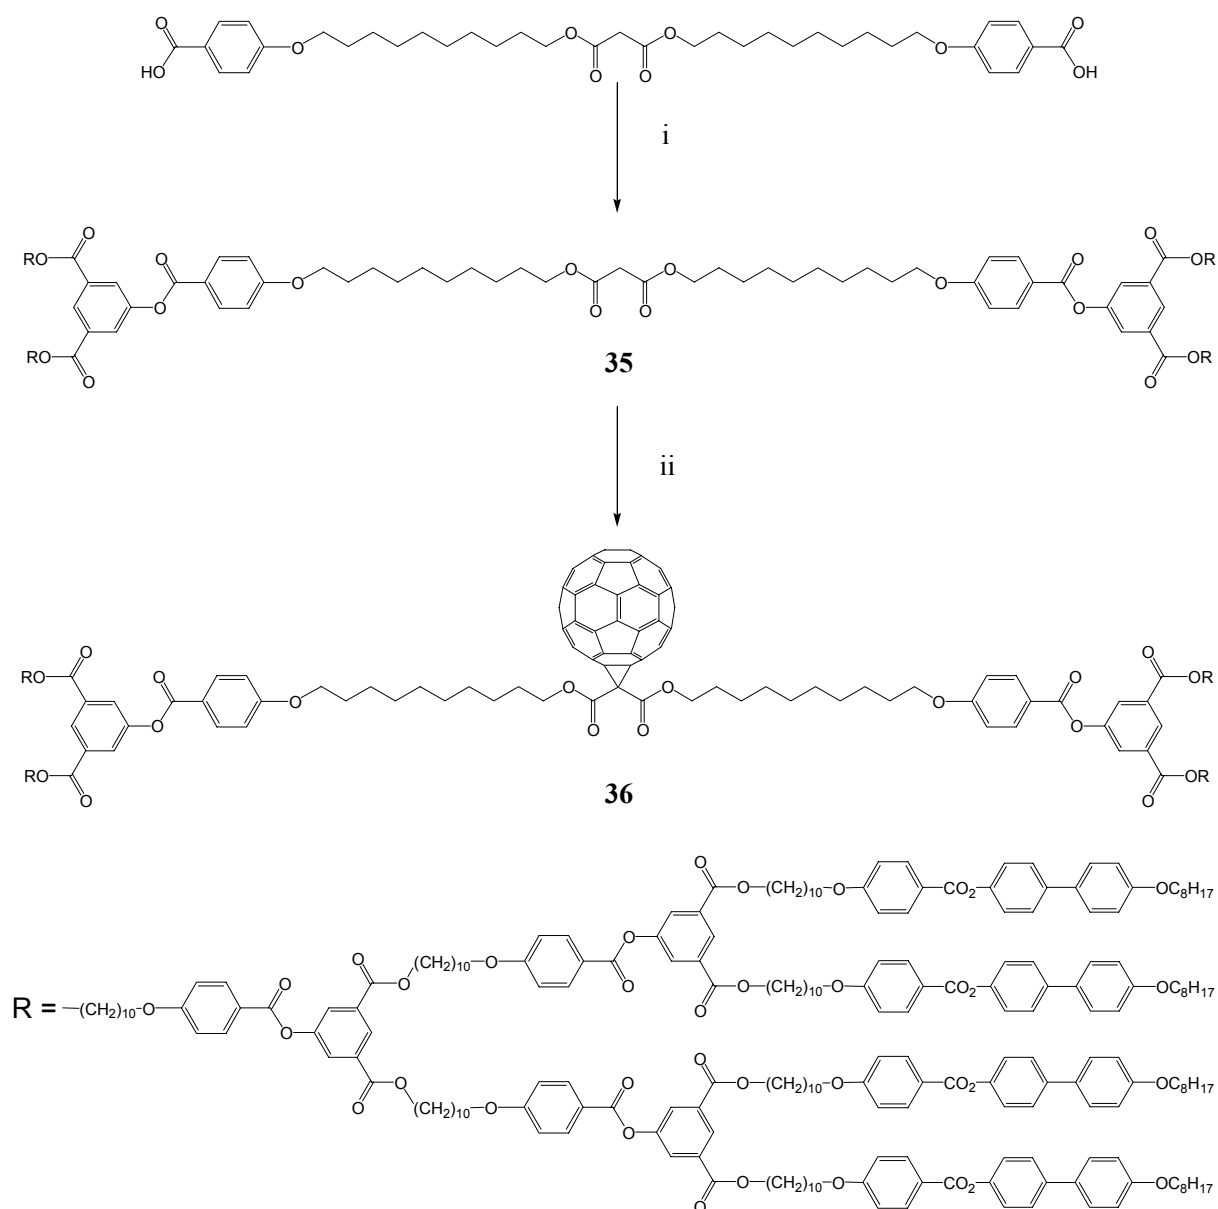 O O
O O
O O
HO OH
O O
i
O O
RO O O O O OR
O O
O O O O
RO OR
O O
35
ii
O O
RO O O O O OR
O O
O O O O
RO OR
O O
36
O
O (CH2)10 O CO2 OC8H17
O O
O O (CH2)10 O O O
O O (CH2)10 O CO2 OC8H17
R = (CH2)10 O O
O O
O O (CH2)10 O O O (CH2)10 O CO2 OC8H17
O
O O (CH2)10 O CO2 OC8H17
O